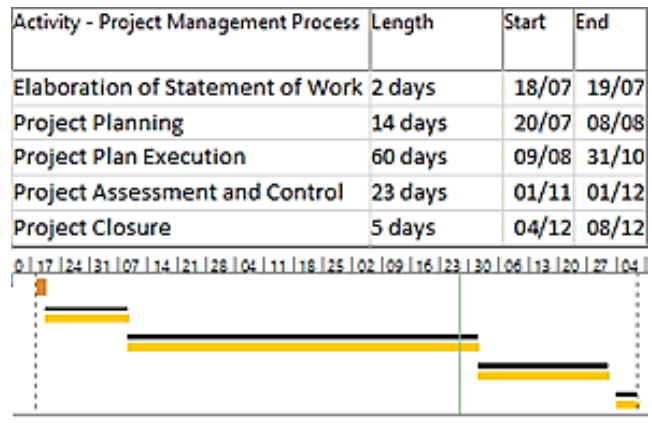 Activity - Project Management Process Length Start End
Elaboration of Statement of Work 2 days 18/07 19/07
Project Planning 14 days 20/07 08/08
Project Plan Execution 60 days 09/08 31/10
Project Assessment and Control 23 days 01/11 01/12
Project Closure 5 days 04/12 08/12
0 | 17 | 24 | 31 | 07 | 14 | 21 | 28 | 04 | 11 | 18 | 25 | 02 | 09 | 16 | 23 | 30 | 06 | 13 | 20 | 27 | 04 |